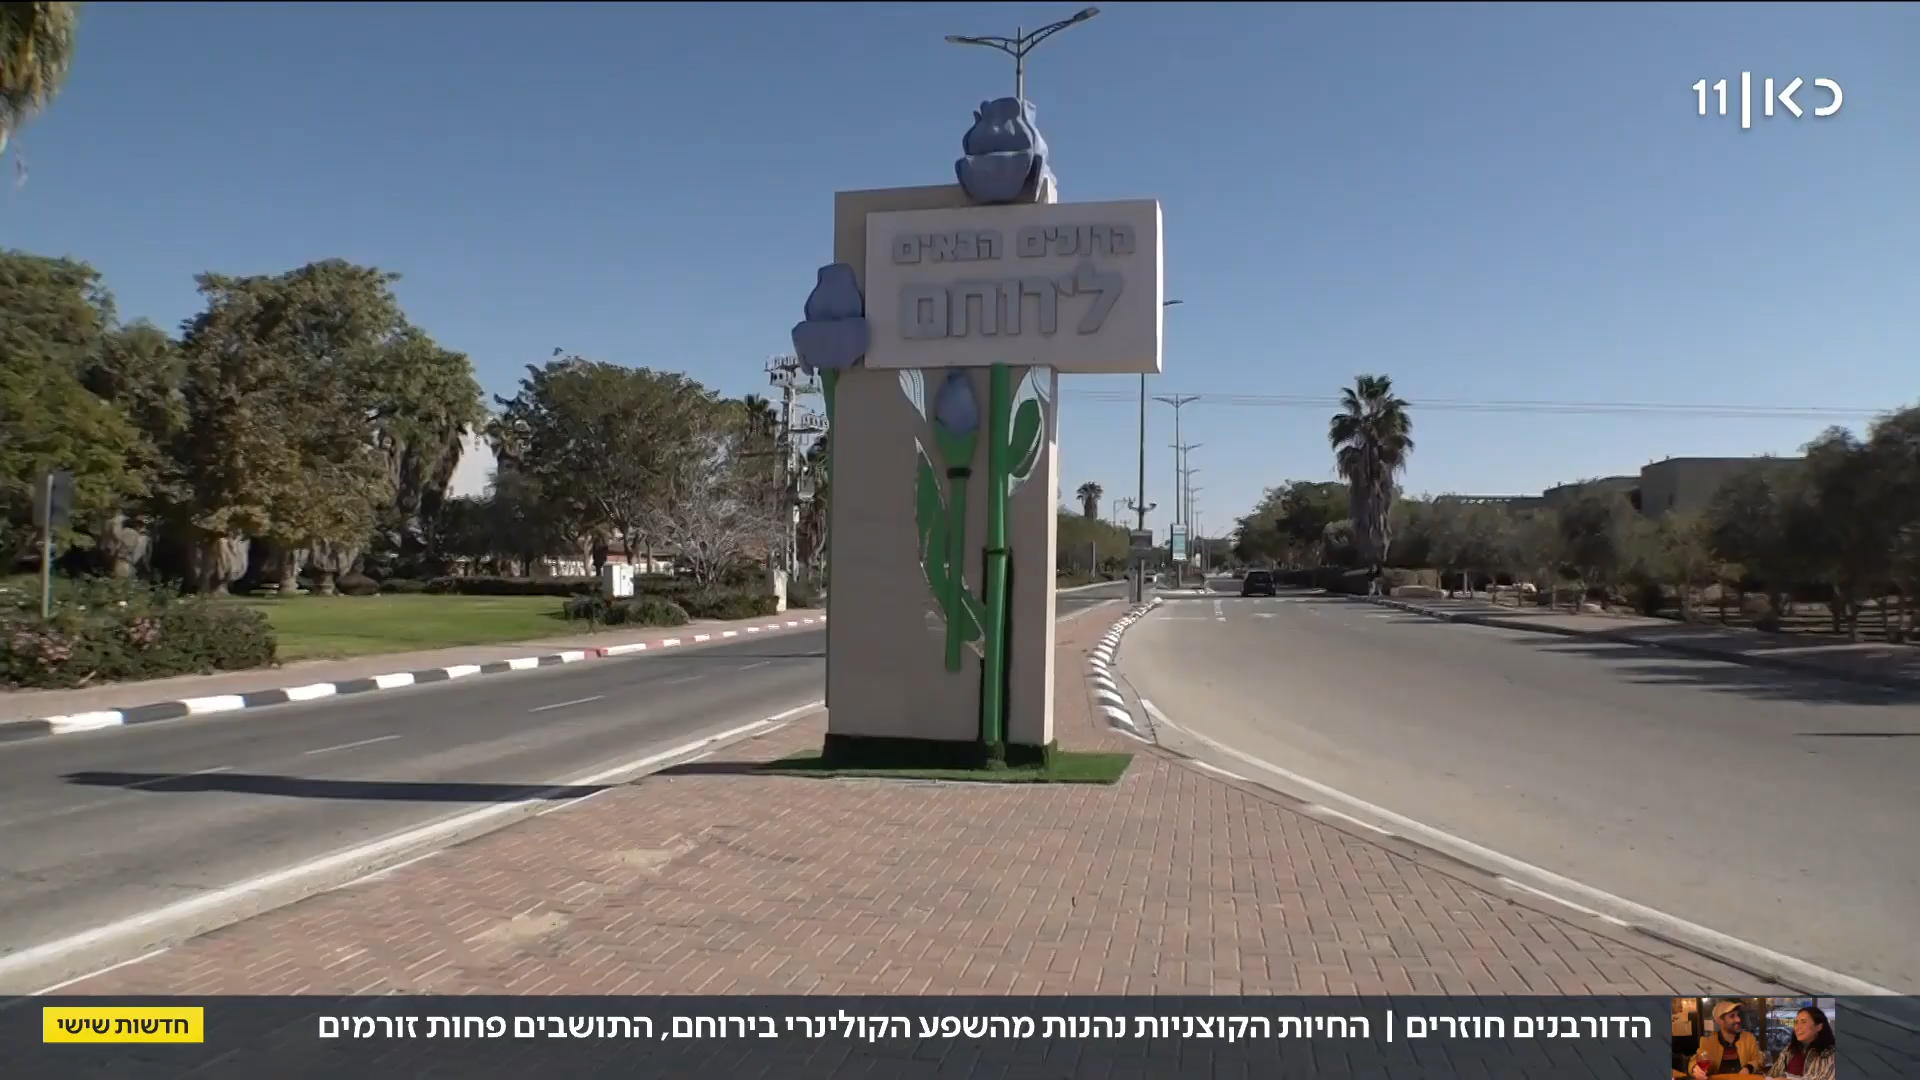 כאן|11
ברוכים הבאים
לירוחם
הדורבנים חוזרים | החיות הקוצניות נהנות מהשפע הקולינרי בירוחם, התושבים פחות זורמים
חדשות שישי